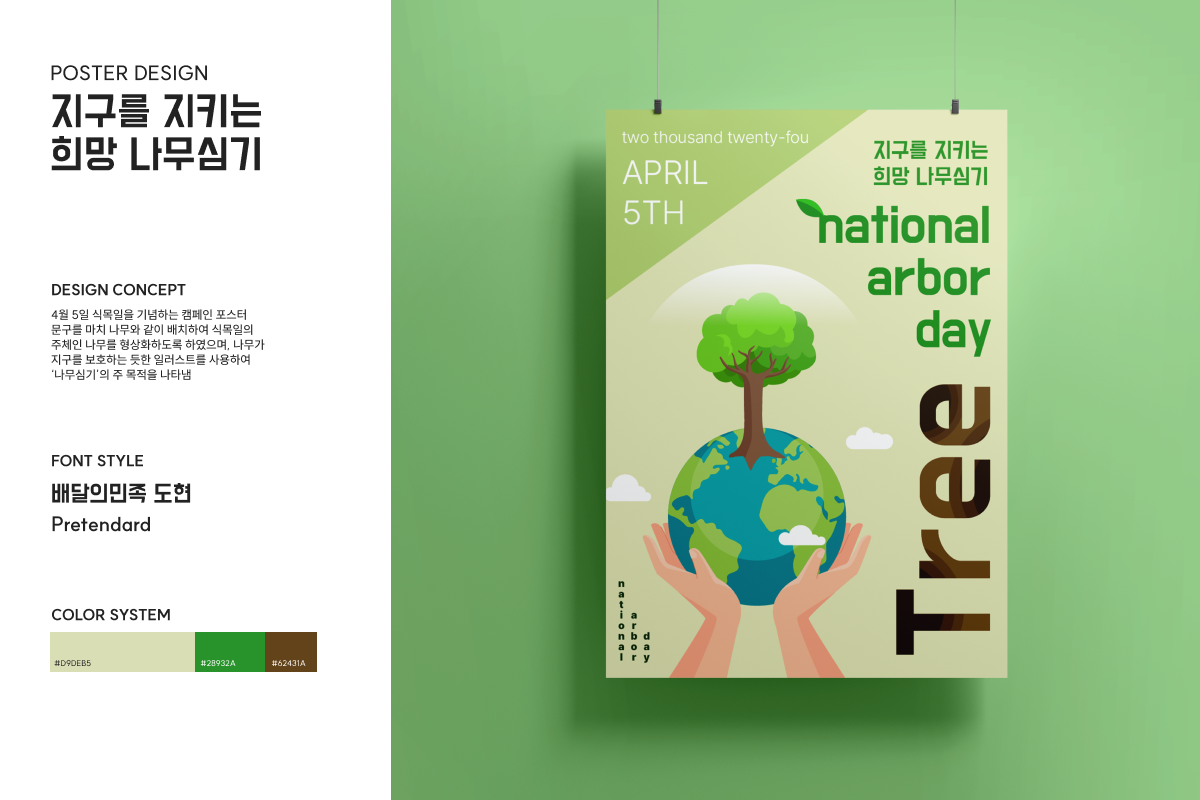 POSTER DESIGN
지구를 지키는
희망 나무심기
DESIGN CONCEPT
4월 5일 식목일을 기념하는 캠페인 포스터
문구를 마치 나무와 같이 배치하여 식목일의
주체인 나무를 형상화하도록 하였으며, 나무가
지구를 보호하는 듯한 일러스트를 사용하여
‘나무심기’의 주 목적을 나타냄
FONT STYLE
배달의민족 도현
Pretendard
COLOR SYSTEM
#D9DEB5
#28932A
#62431A
two thousand twenty-fou
APRIL
5TH
지구를 지키는
희망 나무심기
national
arbor
day
Tree
national
arbor
day